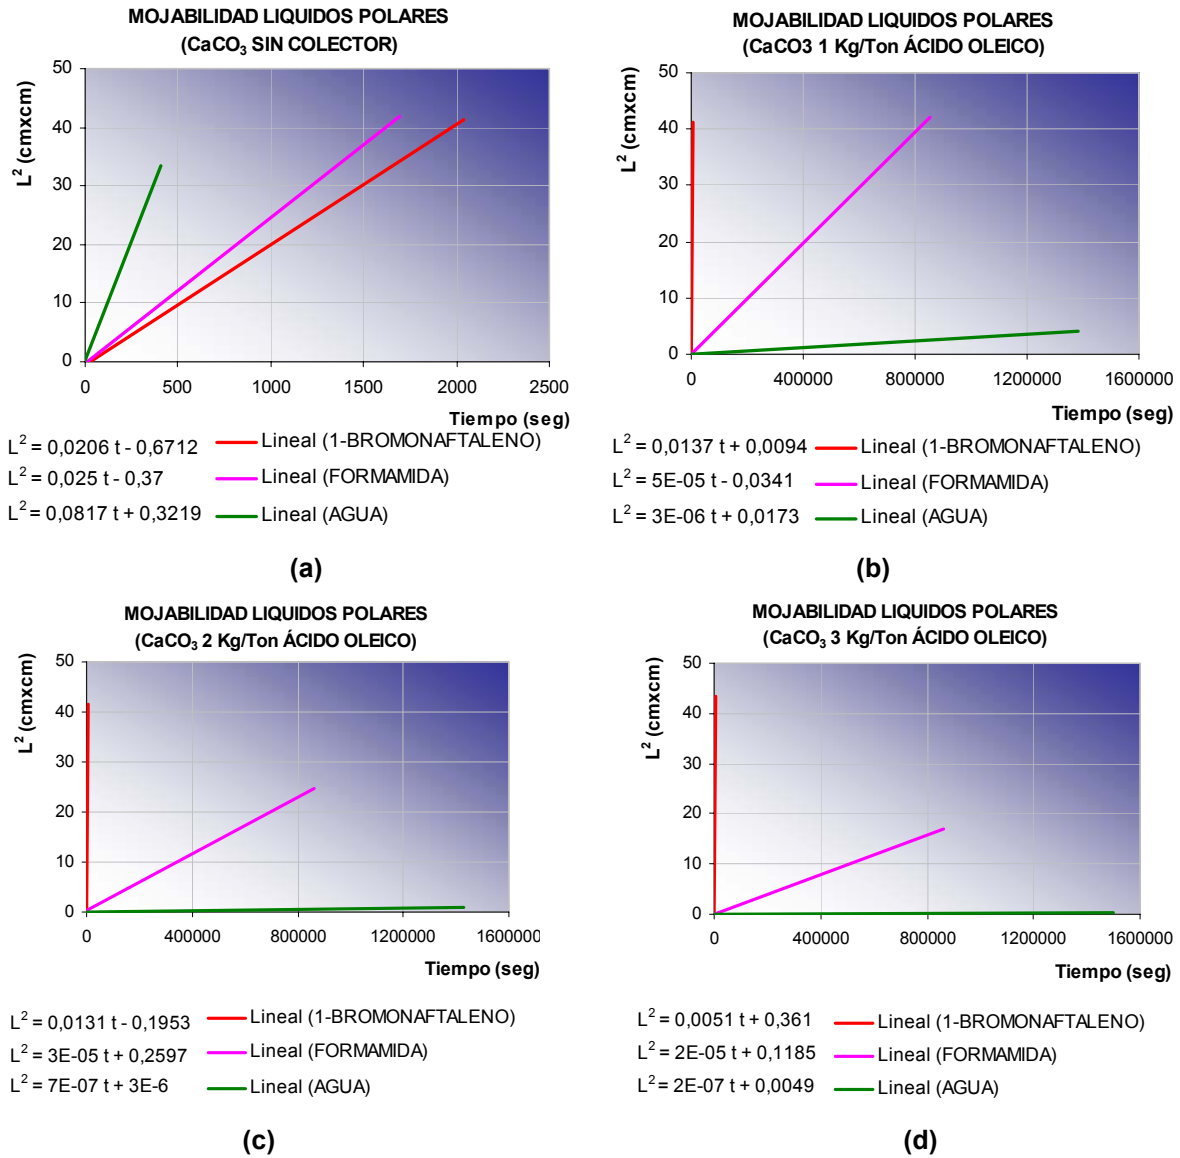 MOJABILIDAD LIQUIDOS POLARES
(CaCO₃ SIN COLECTOR)
L² (cmxcm)
50
40
30
20
10
0
0 500 1000 1500 2000 2500
Tiempo (seg)
L² = 0,0206 t - 0,6712 Lineal (1-BROMONAFTALENO)
L² = 0,025 t - 0,37 Lineal (FORMAMIDA)
L² = 0,0817 t + 0,3219 Lineal (AGUA)
(a)
MOJABILIDAD LIQUIDOS POLARES
(CaCO3 1 Kg/Ton ÁCIDO OLEICO)
L² (cmxcm)
50
40
30
20
10
0
0 400000 800000 1200000 1600000
Tiempo (seg)
L² = 0,0137 t + 0,0094 Lineal (1-BROMONAFTALENO)
L² = 5E-05 t - 0,0341 Lineal (FORMAMIDA)
L² = 3E-06 t + 0,0173 Lineal (AGUA)
(b)
MOJABILIDAD LIQUIDOS POLARES
(CaCO₃ 2 Kg/Ton ÁCIDO OLEICO)
L² (cmxcm)
50
40
30
20
10
0
0 400000 800000 1200000 1600000
Tiempo (seg)
L² = 0,0131 t - 0,1953 Lineal (1-BROMONAFTALENO)
L² = 3E-05 t + 0,2597 Lineal (FORMAMIDA)
L² = 7E-07 t + 3E-6 Lineal (AGUA)
(c)
MOJABILIDAD LIQUIDOS POLARES
(CaCO₃ 3 Kg/Ton ÁCIDO OLEICO)
L² (cmxcm)
50
40
30
20
10
0
0 400000 800000 1200000 1600000
Tiempo (seg)
L² = 0,0051 t + 0,361 Lineal (1-BROMONAFTALENO)
L² = 2E-05 t + 0,1185 Lineal (FORMAMIDA)
L² = 2E-07 t + 0,0049 Lineal (AGUA)
(d)